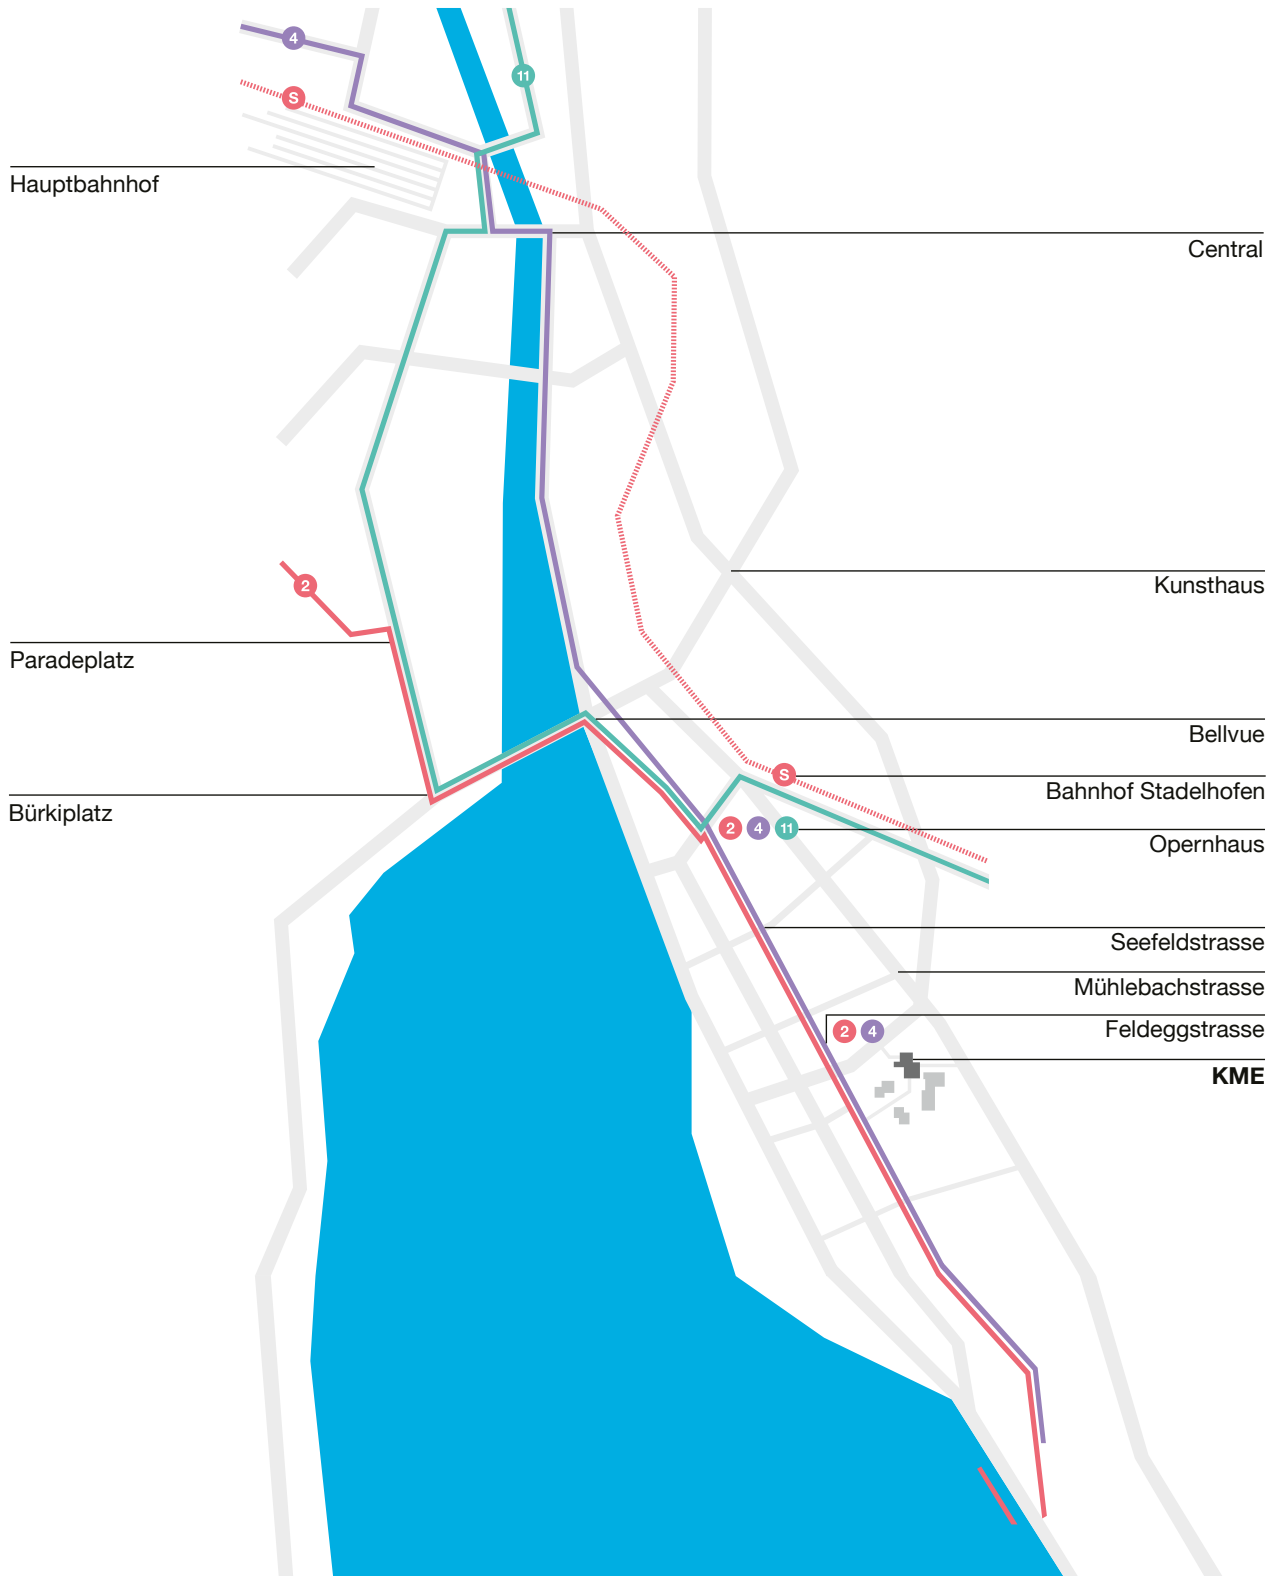 4
11
S
Hauptbahnhof
Central
Kunsthaus
2
Paradeplatz
Bellvue
S
Bahnhof Stadelhofen
Bürkiplatz
2 4 11
Opernhaus
Seefeldstrasse
Mühlebachstrasse
2 4
Feldeggstrasse
KME